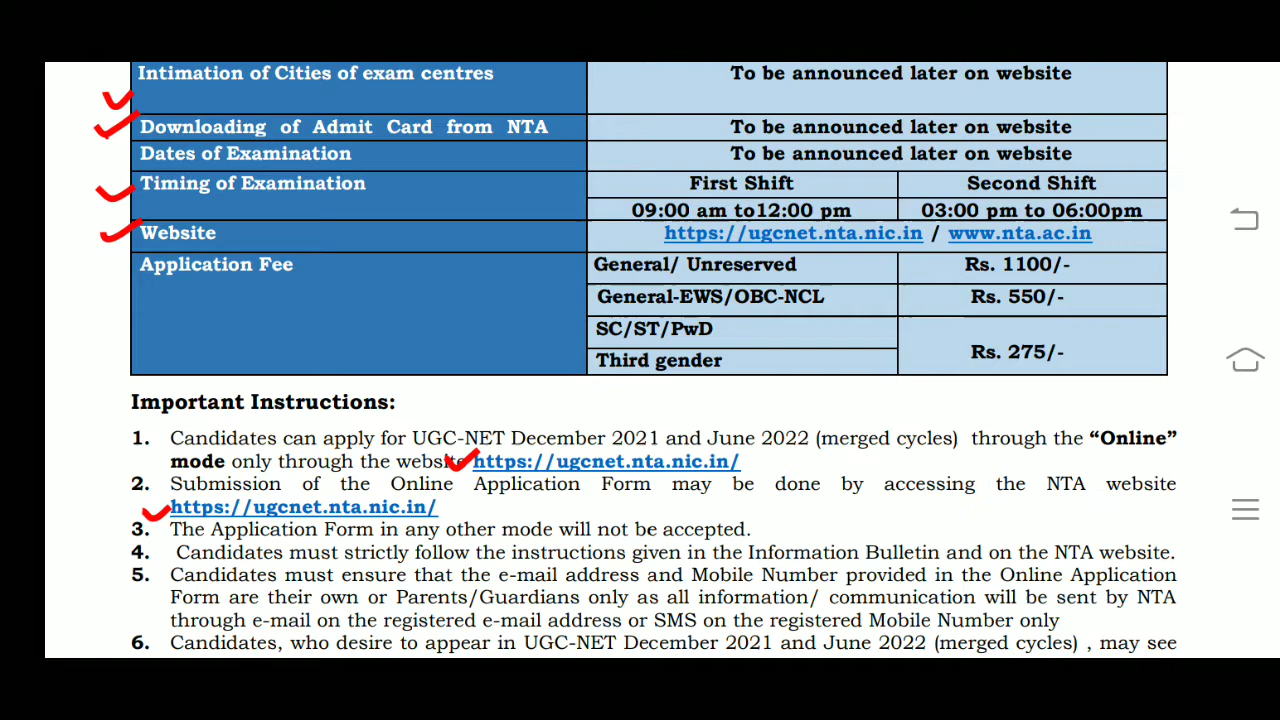 Intimation of Cities of exam centres To be announced later on website
Downloading of Admit Card from NTA To be announced later on website
Dates of Examination To be announced later on website
Timing of Examination First Shift Second Shift
09:00 am to12:00 pm 03:00 pm to 06:00pm
Website https://ugcnet.nta.nic.in / www.nta.ac.in
Application Fee General/ Unreserved Rs. 1100/-
General-EWS/OBC-NCL Rs. 550/-
SC/ST/PwD
Third gender Rs. 275/-
Important Instructions:
1. Candidates can apply for UGC-NET December 2021 and June 2022 (merged cycles) through the “Online”
mode only through the website https://ugcnet.nta.nic.in/
2. Submission of the Online Application Form may be done by accessing the NTA website
https://ugcnet.nta.nic.in/
3. The Application Form in any other mode will not be accepted.
4. Candidates must strictly follow the instructions given in the Information Bulletin and on the NTA website.
5. Candidates must ensure that the e-mail address and Mobile Number provided in the Online Application
Form are their own or Parents/Guardians only as all information/ communication will be sent by NTA
through e-mail on the registered e-mail address or SMS on the registered Mobile Number only
6. Candidates, who desire to appear in UGC-NET December 2021 and June 2022 (merged cycles) , may see